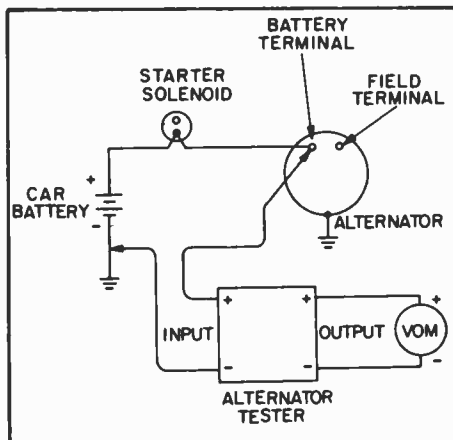 BATTERY
TERMINAL
STARTER
SOLENOID
FIELD
TERMINAL
+
CAR
BATTERY
-
ALTERNATOR
+ +
INPUT OUTPUT
+
VOM
-
- -
ALTERNATOR
TESTER